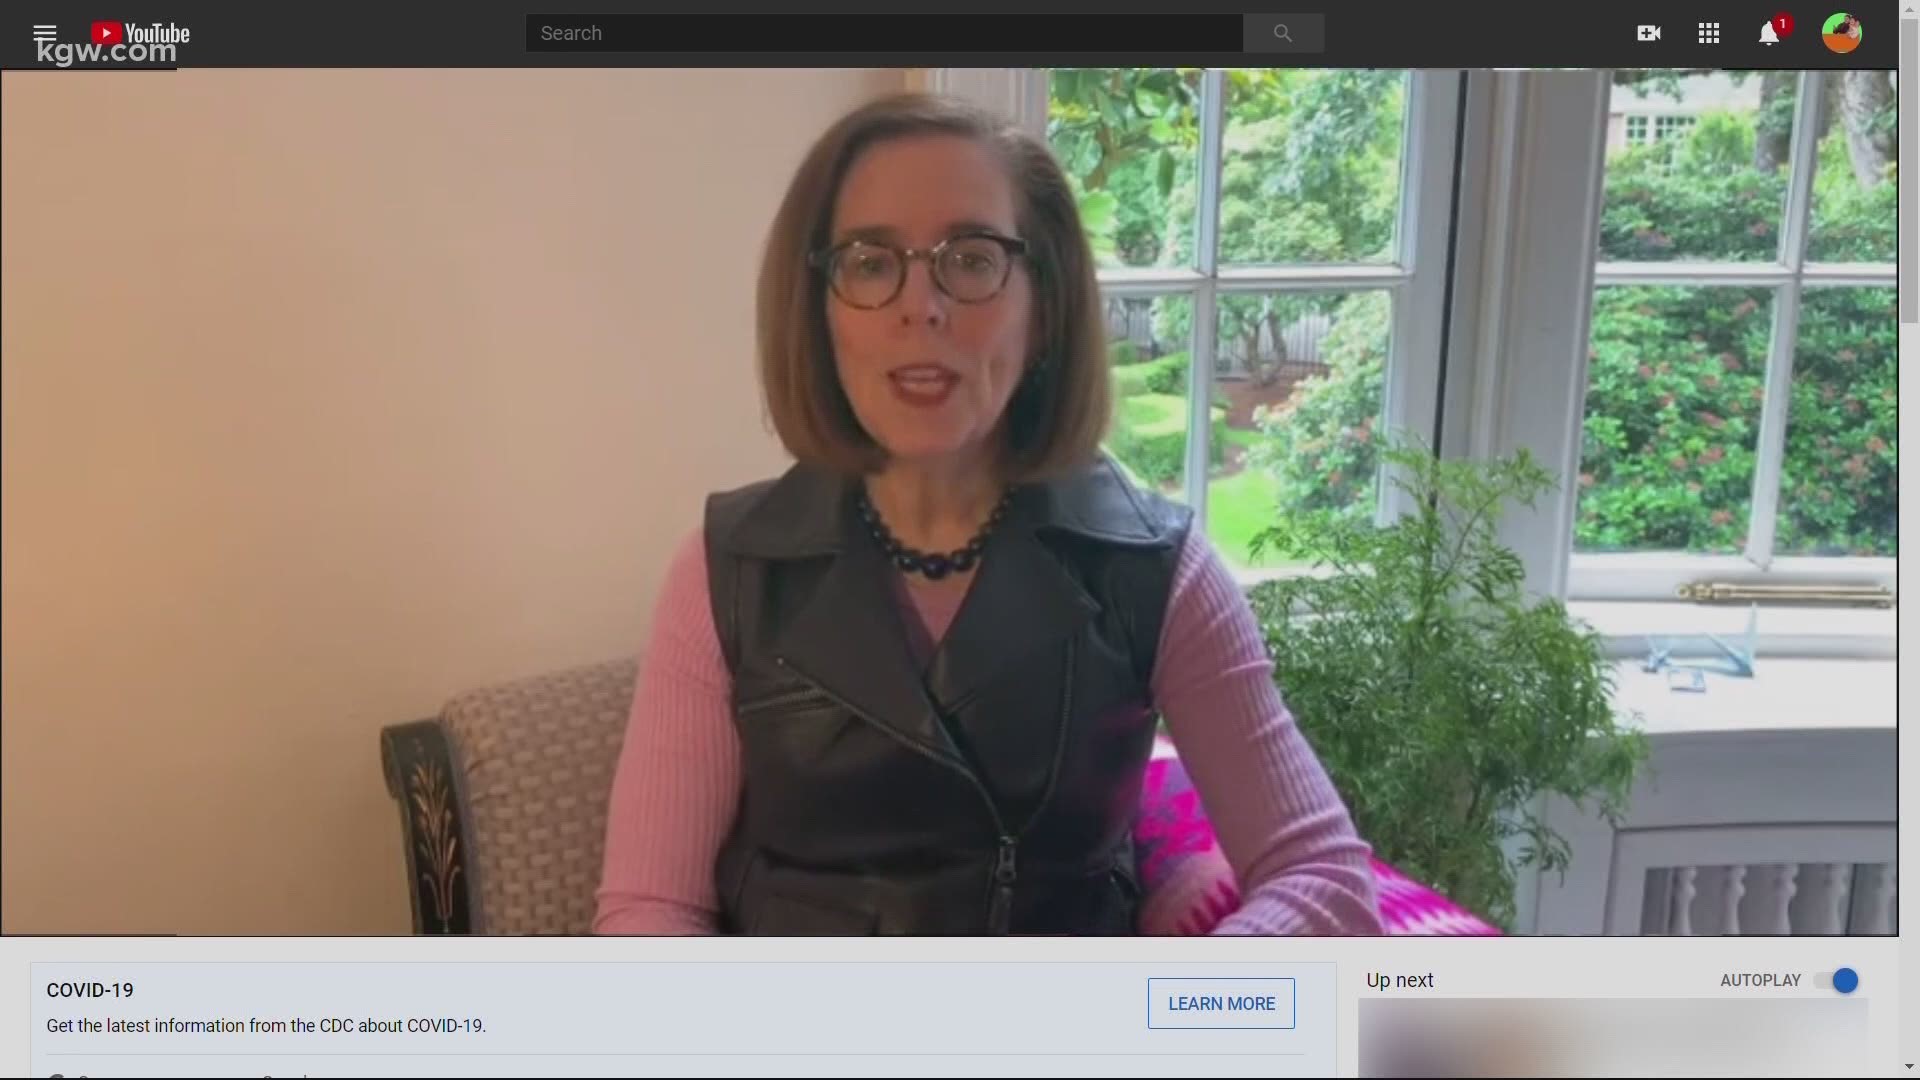 YouTube
kgw.com
Search
1
COVID-19
Get the latest information from the CDC about COVID-19.
LEARN MORE
Up next
AUTOPLAY